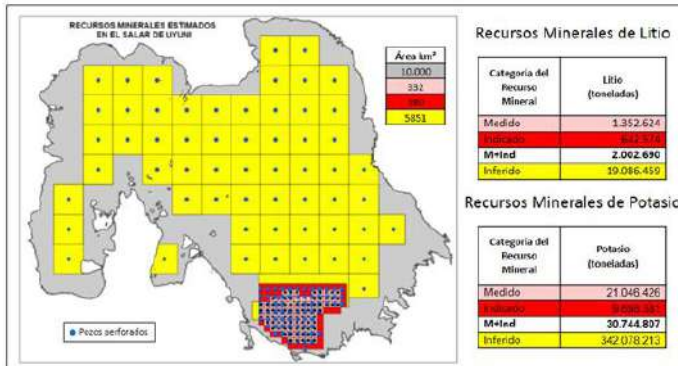 RECURSOS MINERALES ESTIMADOS
EN EL SALAR DE UYUNI
Área km²
10.000
332
5851
Pozos perforados
Recursos Minerales de Litio
Categoria del Recurso Mineral
Litio (toneladas)
Medido 1.352.624
Indicado
M+Ind 2.002.690
Inferido 19.086.459
Recursos Minerales de Potasio
Categoria del Recurso Mineral
Potasio (toneladas)
Medido 21.046.426
Indicado
M+Ind 30.744.807
Inferido 342.078.213